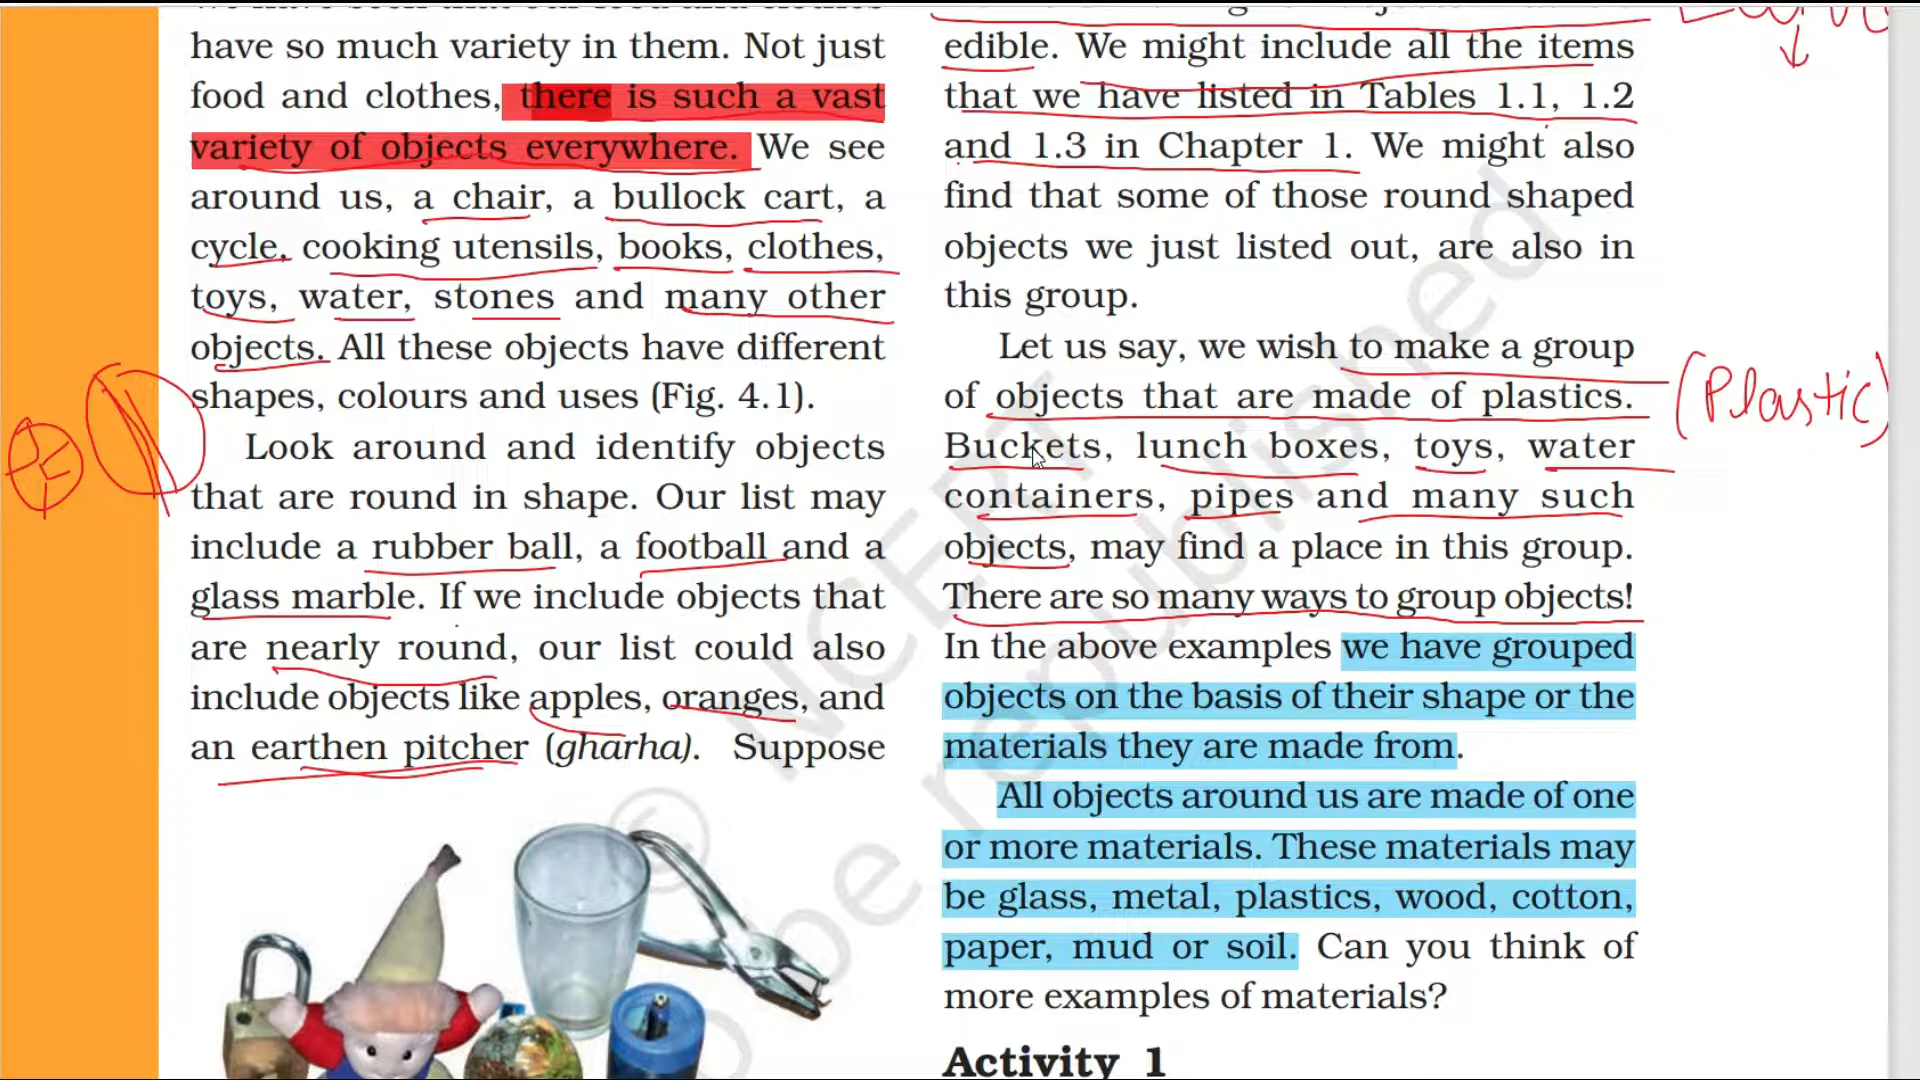 have so much variety in them. Not just
food and clothes, there is such a vast
variety of objects everywhere. We see
around us, a chair, a bullock cart, a
cycle, cooking utensils, books, clothes,
toys, water, stones and many other
objects. All these objects have different
shapes, colours and uses (Fig. 4.1).
Look around and identify objects
that are round in shape. Our list may
include a rubber ball, a football and a
glass marble. If we include objects that
are nearly round, our list could also
include objects like apples, oranges, and
an earthen pitcher (gharha). Suppose
edible. We might include all the items
that we have listed in Tables 1.1, 1.2
and 1.3 in Chapter 1. We might also
find that some of those round shaped
objects we just listed out, are also in
this group.
Let us say, we wish to make a group
of objects that are made of plastics.
Buckets, lunch boxes, toys, water
containers, pipes and many such
objects, may find a place in this group.
There are so many ways to group objects!
In the above examples we have grouped
objects on the basis of their shape or the
materials they are made from.
All objects around us are made of one
or more materials. These materials may
be glass, metal, plastics, wood, cotton,
paper, mud or soil. Can you think of
more examples of materials?
Activity 1
(Plastic)
© NCERT
be republished